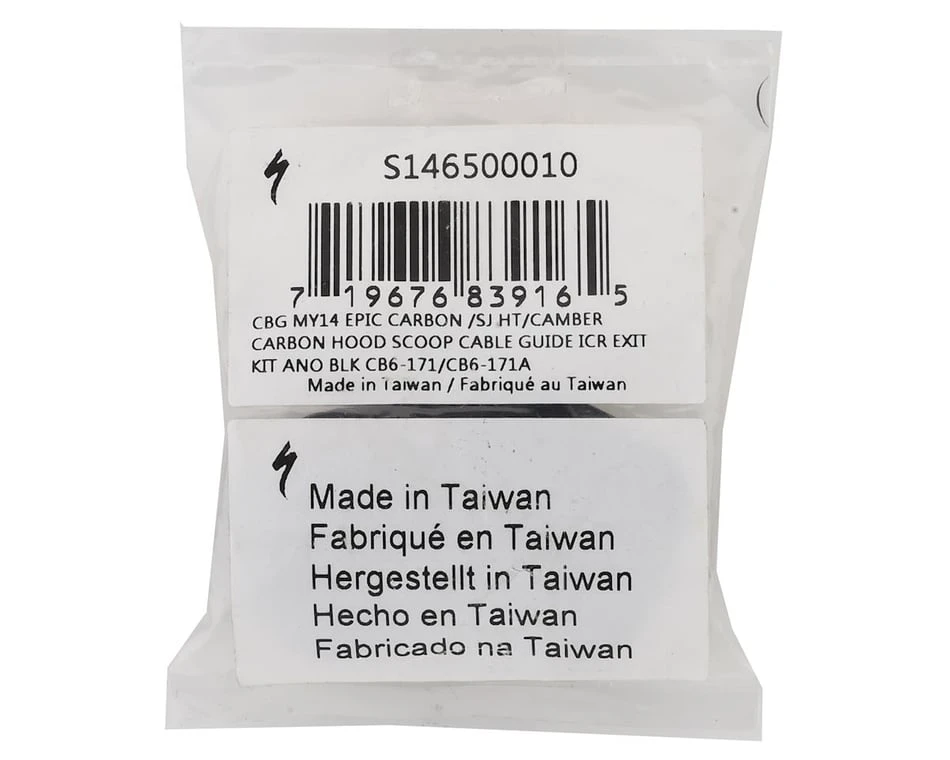 S146500010
7 19676 83916 5
CBG MY14 EPIC CARBON /SJ HT/CAMBER
CARBON HOOD SCOOP CABLE GUIDE ICR EXIT
KIT ANO BLK CB6-171/CB6-171A
Made in Taiwan / Fabriqué au Taiwan
Made in Taiwan
Fabriqué en Taiwan
Hergestellt in Taiwan
Hecho en Taiwan
Fabricado na Taiwan